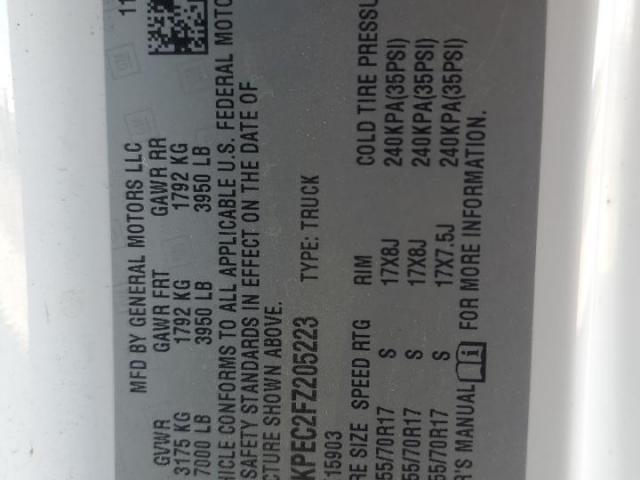 11
MFD BY GENERAL MOTORS LLC
GVWR GAWR FRT GAWR RR
3175 KG 1792 KG 1792 KG
7000 LB 3950 LB 3950 LB
HICLE CONFORMS TO ALL APPLICABLE U.S. FEDERAL MOTO
SAFETY STANDARDS IN EFFECT ON THE DATE OF
CTURE SHOWN ABOVE.
KPEC2FZ205223 TYPE: TRUCK
15903
RE SIZE SPEED RTG RIM COLD TIRE PRESSU
55/70R17 S 17X8J 240KPA(35PSI)
55/70R17 S 17X8J 240KPA(35PSI)
55/70R17 S 17X7.5J 240KPA(35PSI)
R'S MANUAL i FOR MORE INFORMATION.